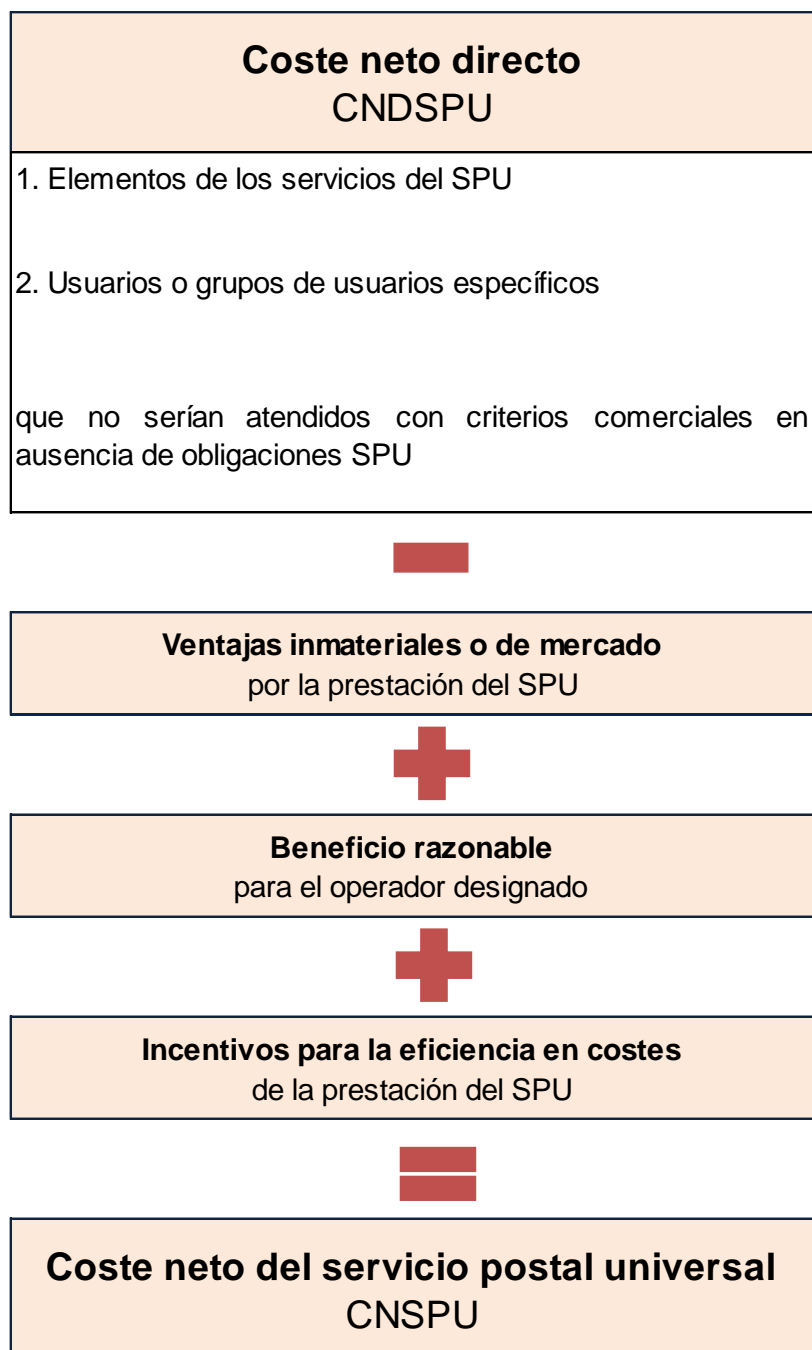 Coste neto directo
CNDSPU
1. Elementos de los servicios del SPU
2. Usuarios o grupos de usuarios específicos
que no serían atendidos con criterios comerciales en
ausencia de obligaciones SPU
Ventajas inmateriales o de mercado
por la prestación del SPU
Beneficio razonable
para el operador designado
Incentivos para la eficiencia en costes
de la prestación del SPU
Coste neto del servicio postal universal
CNSPU